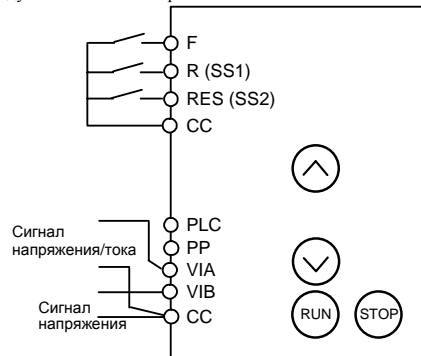 F
R (SS1)
RES (SS2)
CC
PLC
Сигнал
напряжения/тока
PP
VIA
VIB
Сигнал
напряжения
CC
RUN
STOP